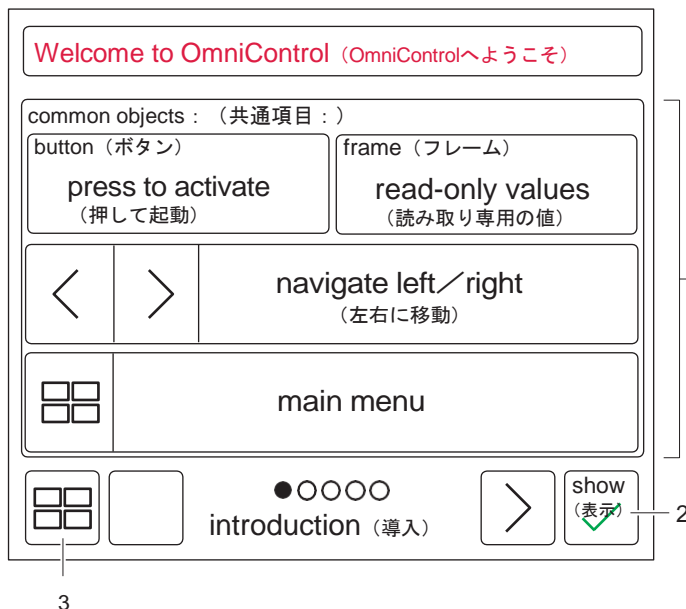 Welcome to OmniControl（OmniControlへようこそ）
common objects：（共通項目：）
button（ボタン）
press to activate
（押して起動）
frame（フレーム）
read-only values
（読み取り専用の値）
navigate left／right
（左右に移動）
main menu
introduction（導入）
show
（表示）
2
3